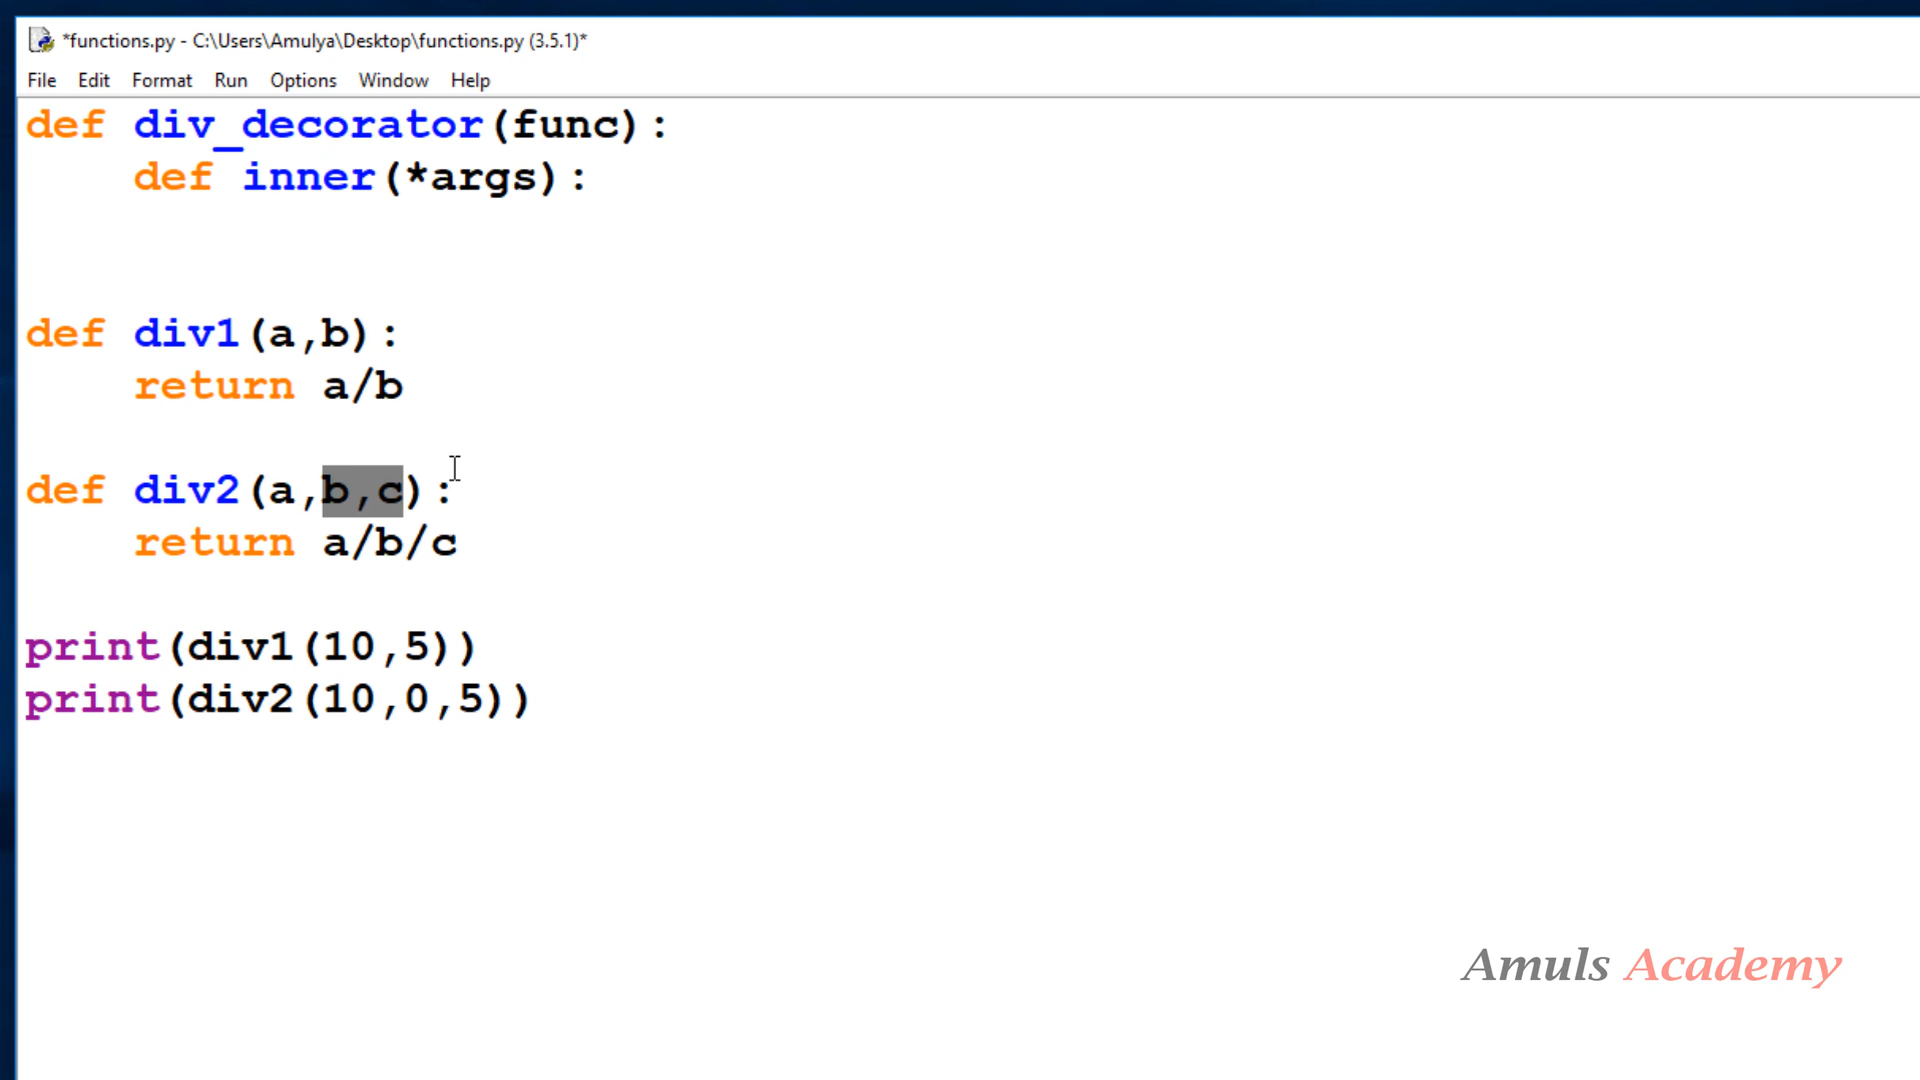 *functions.py - C:\Users\Amulya\Desktop\functions.py (3.5.1)*
File Edit Format Run Options Window Help
def div_decorator(func):
    def inner(*args):
def div1(a,b):
    return a/b
def div2(a,b,c):
    return a/b/c
print(div1(10,5))
print(div2(10,0,5))
Amuls Academy